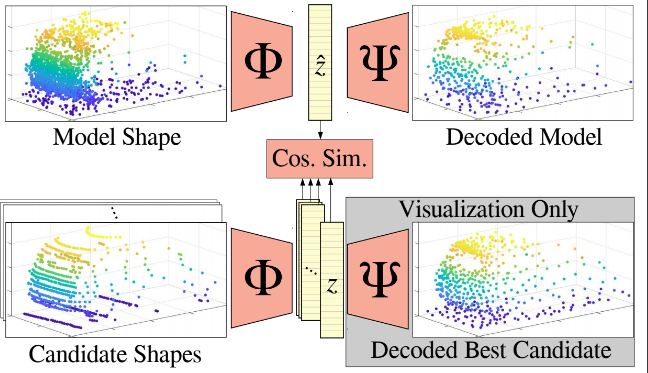 Φ
ẑ
Ψ
Model Shape
Decoded Model
Cos. Sim.
Visualization Only
Φ
z
Ψ
Candidate Shapes
Decoded Best Candidate